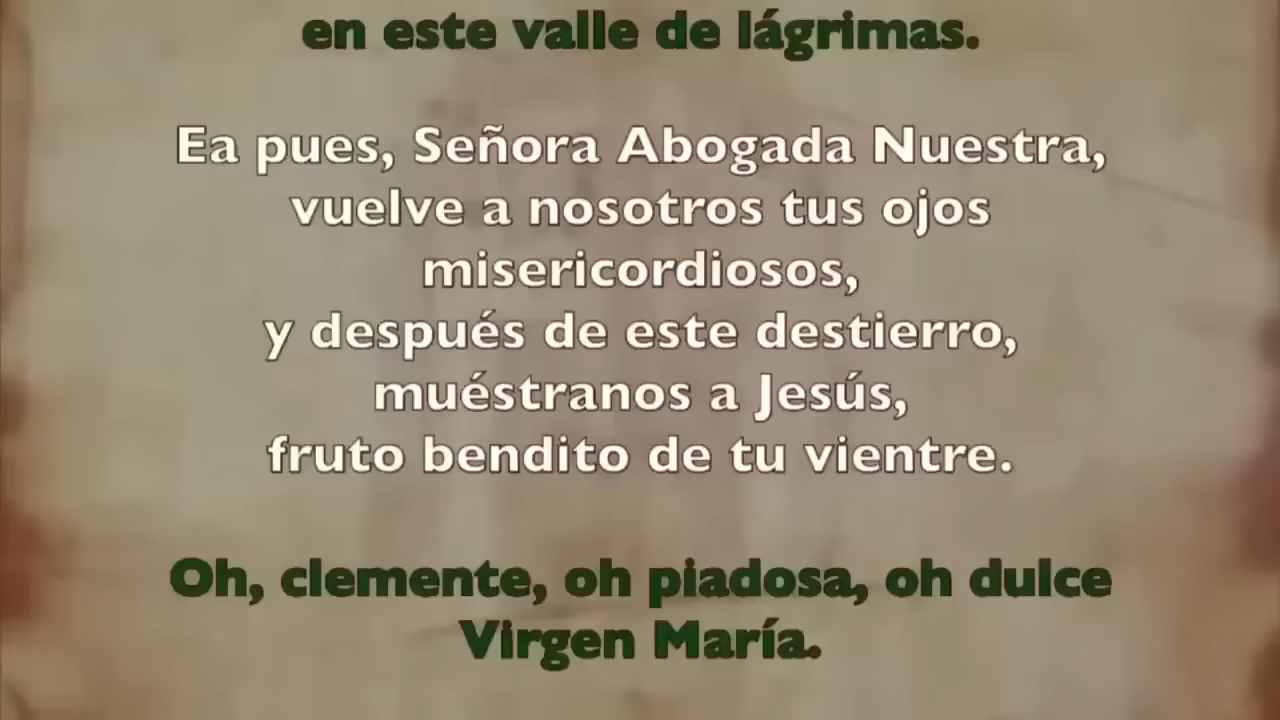 en este valle de lágrimas.
Ea pues, Señora Abogada Nuestra,
vuelve a nosotros tus ojos
misericordiosos,
y después de este destierro,
muéstranos a Jesús,
fruto bendito de tu vientre.
Oh, clemente, oh piadosa, oh dulce
Virgen María.